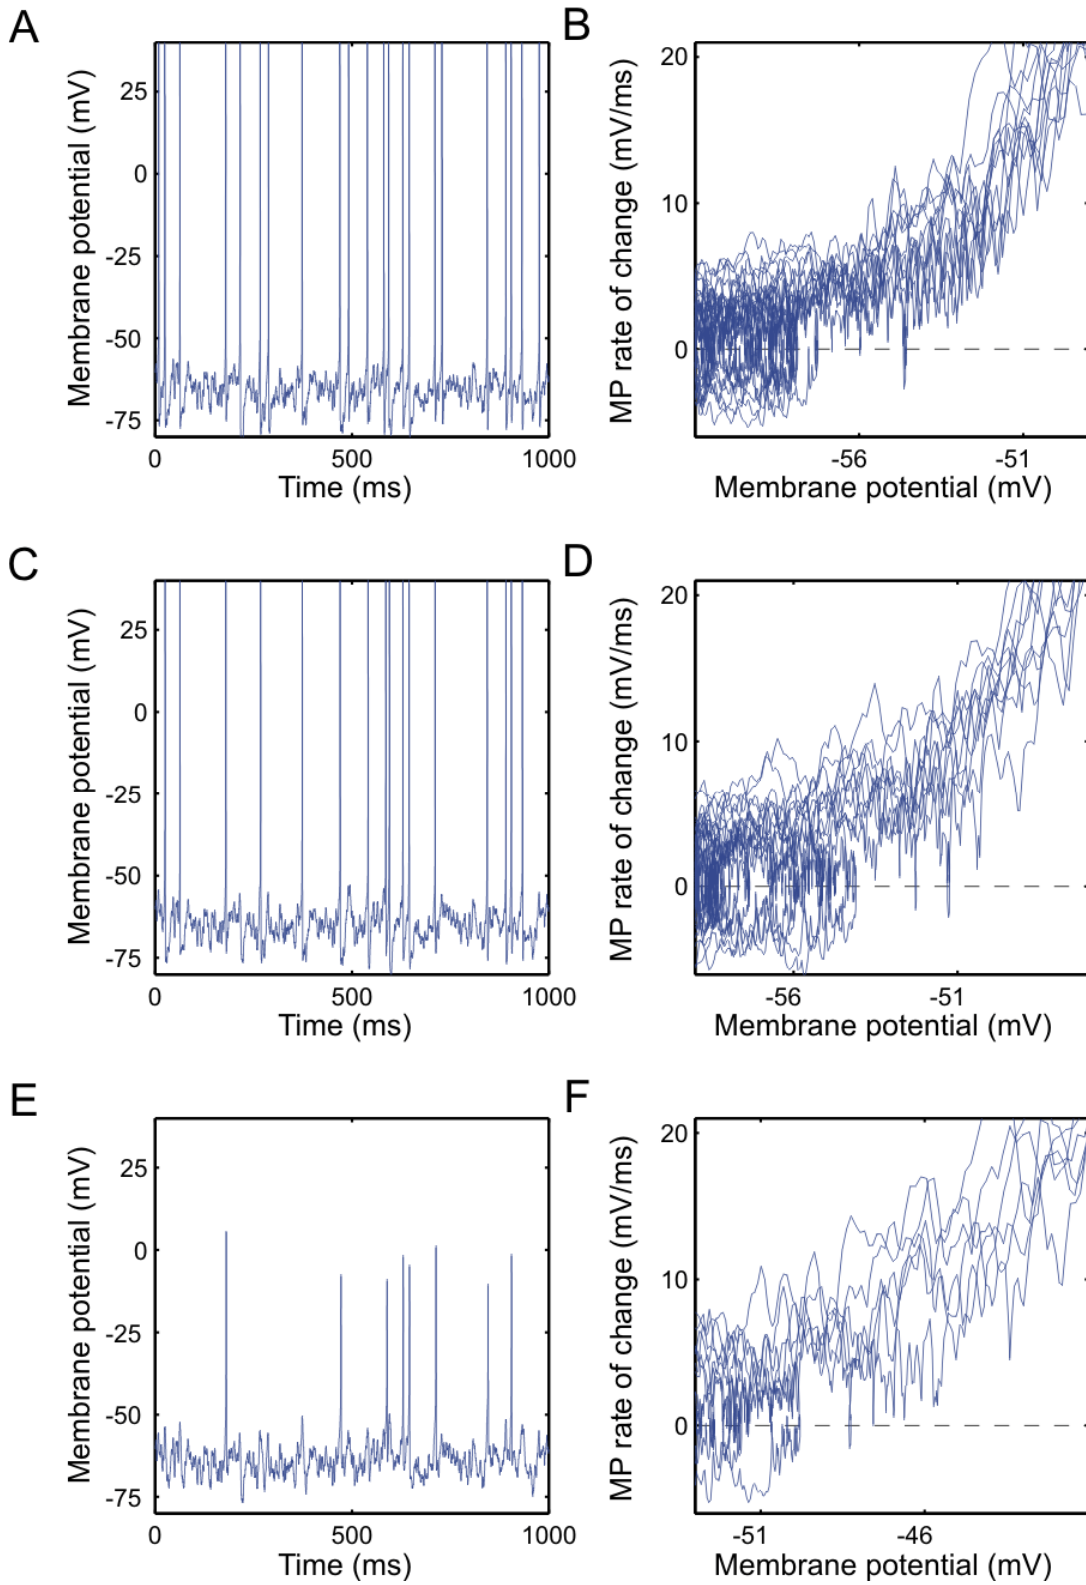 A
Membrane potential (mV)
25
0
-25
-50
-75
0
500
1000
Time (ms)
B
MP rate of change (mV/ms)
20
10
0
-56
-51
Membrane potential (mV)
C
Membrane potential (mV)
25
0
-25
-50
-75
0
500
1000
Time (ms)
D
MP rate of change (mV/ms)
20
10
0
-56
-51
Membrane potential (mV)
E
Membrane potential (mV)
25
0
-25
-50
-75
0
500
1000
Time (ms)
F
MP rate of change (mV/ms)
20
10
0
-51
-46
Membrane potential (mV)